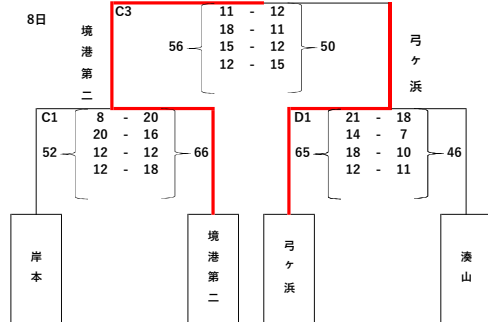 8日
C3
11 - 12
18 - 11
56 15 - 12 50
12 - 15
境港第二
弓ヶ浜
C1 8 - 20
20 - 16
52 12 - 12 66
12 - 18
D1 21 - 18
14 - 7
65 18 - 10 46
12 - 11
岸本
境港第二
弓ヶ浜
湊山